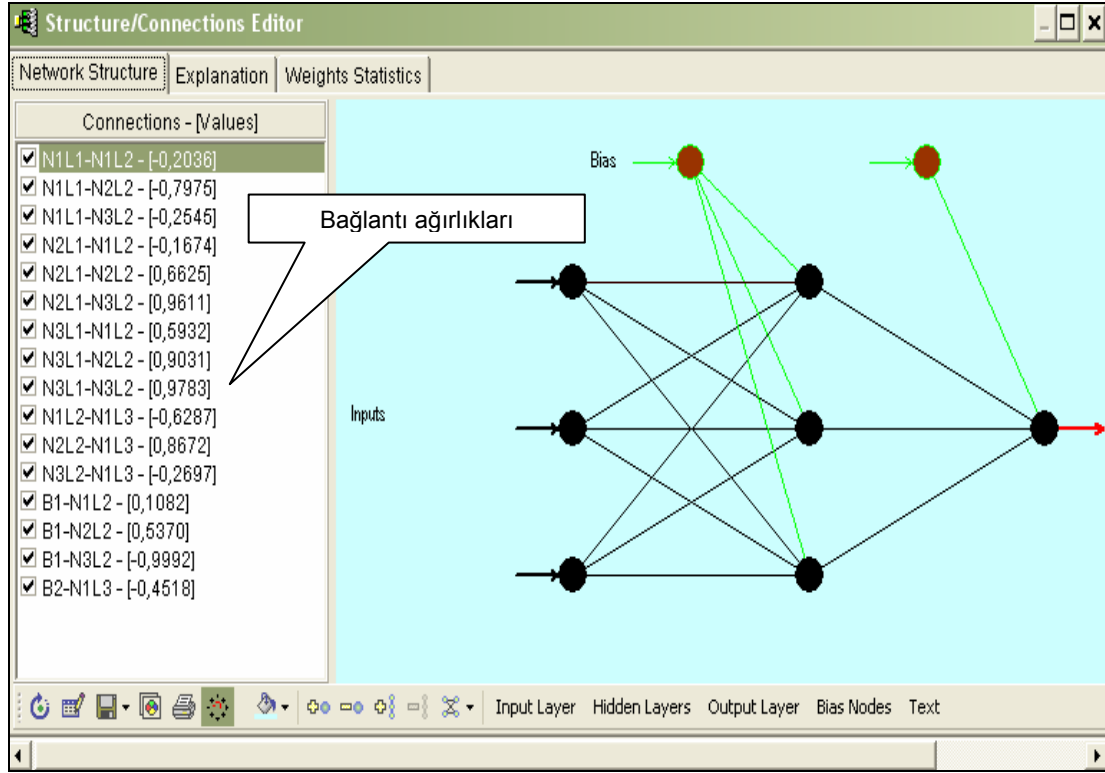 Structure/Connections Editor
Network Structure Explanation Weights Statistics
Connections - [Values]
N1L1-N1L2 - [-0,2036]
N1L1-N2L2 - [-0,7975]
N1L1-N3L2 - [-0,2545]
N2L1-N1L2 - [-0,1674]
N2L1-N2L2 - [0,6625]
N2L1-N3L2 - [0,9611]
N3L1-N1L2 - [0,5932]
N3L1-N2L2 - [0,9031]
N3L1-N3L2 - [0,9783]
N1L2-N1L3 - [-0,6287]
N2L2-N1L3 - [0,8672]
N3L2-N1L3 - [-0,2697]
B1-N1L2 - [0,1082]
B1-N2L2 - [0,5370]
B1-N3L2 - [-0,9992]
B2-N1L3 - [-0,4518]
Bağlantı ağırlıkları
Bias
Inputs
Input Layer Hidden Layers Output Layer Bias Nodes Text